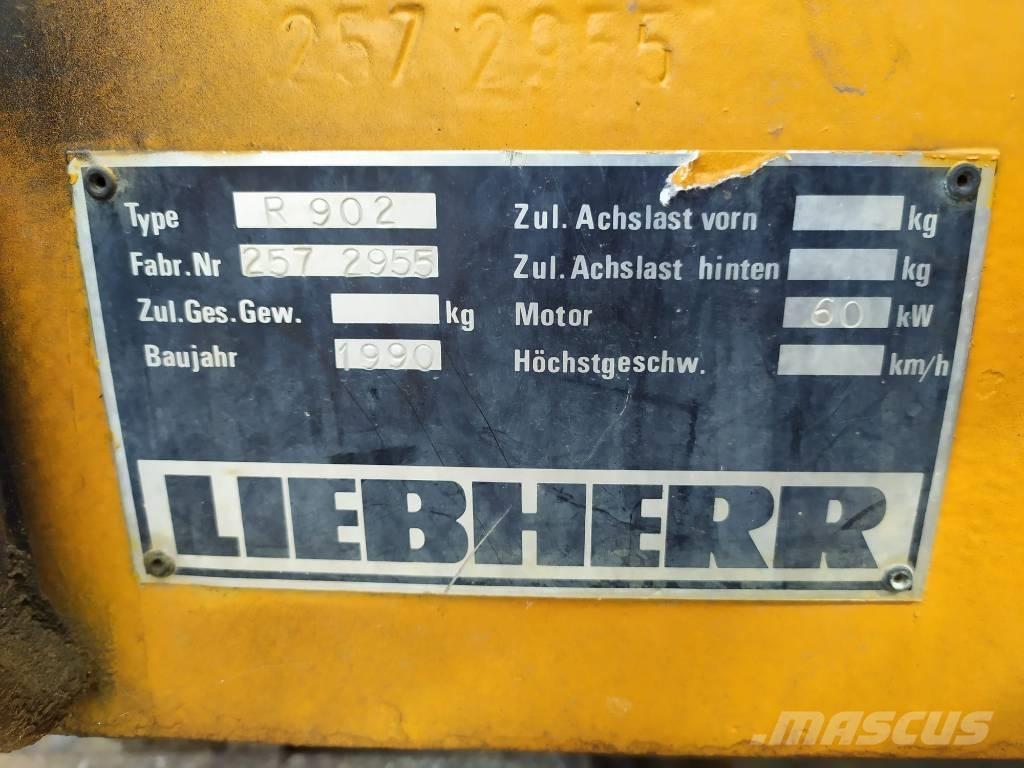 257 2955
Type R 902
Fabr.Nr 257 2955
Zul.Ges.Gew. kg
Baujahr 1990
Zul. Achslast vorn kg
Zul. Achslast hinten kg
Motor 60 kW
Höchstgeschw. km/h
LIEBHERR
MASCUS